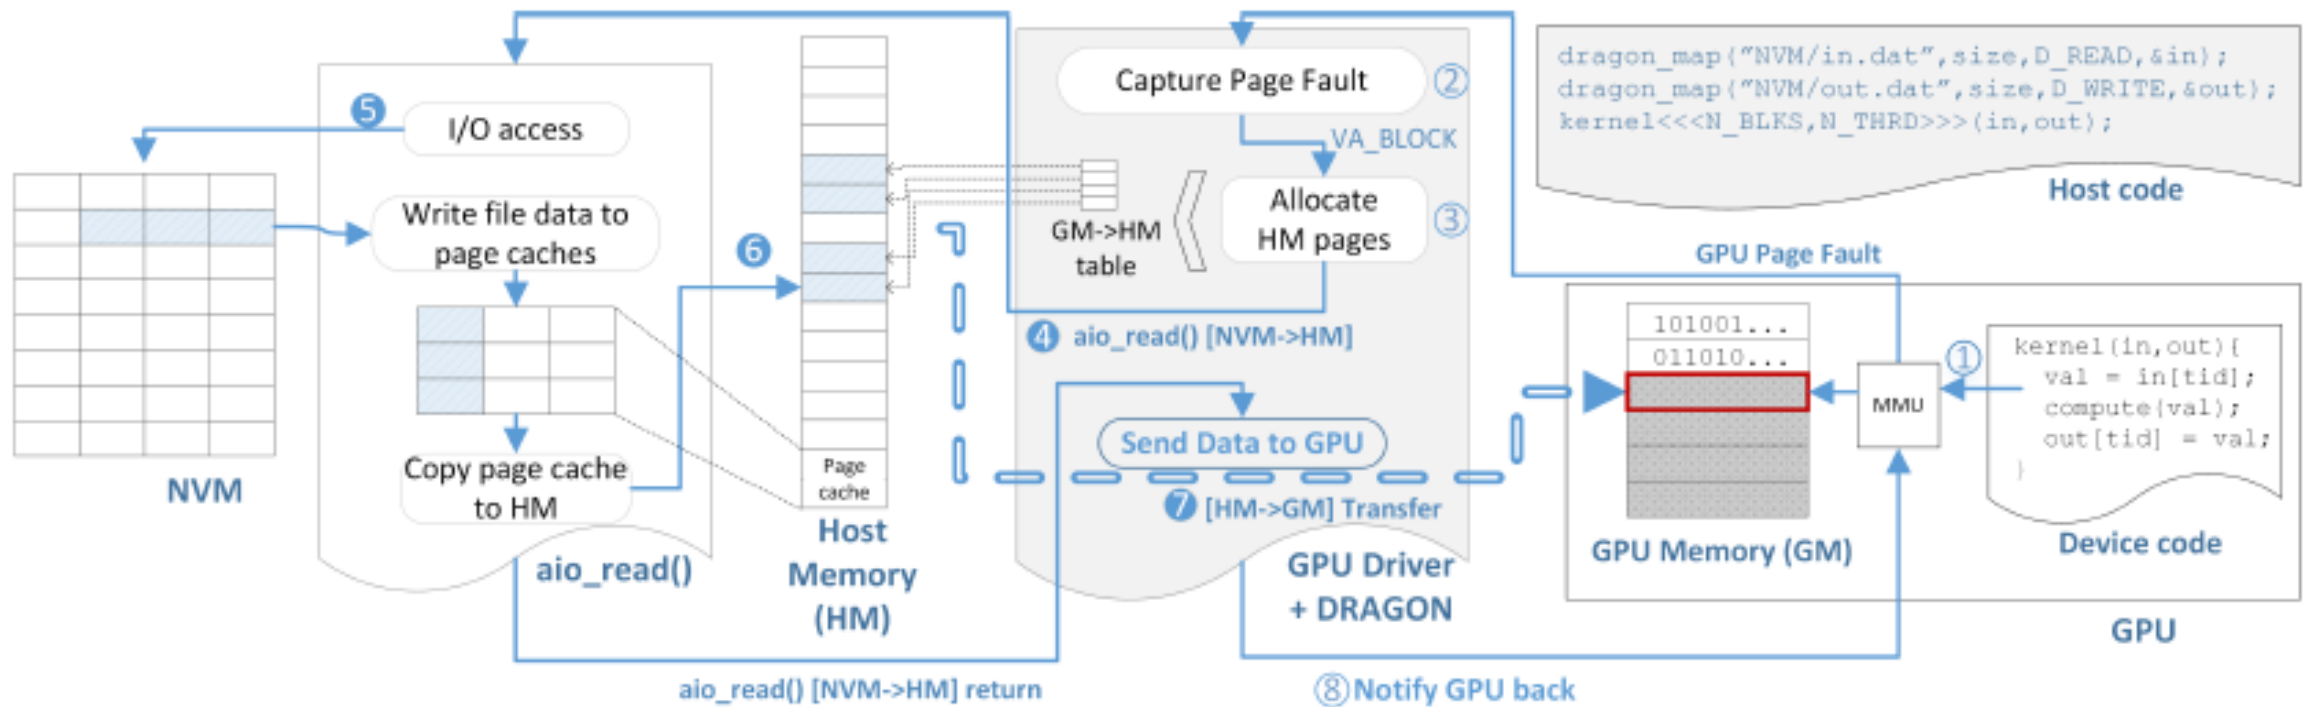 5
I/O access
Write file data to
page caches
Copy page cache
to HM
NVM
aio_read()
aio_read() [NVM->HM] return
6
Page
cache
Host
Memory
(HM)
Capture Page Fault
2
VA_BLOCK
Allocate
HM pages
3
GM->HM
table
4 aio_read() [NVM->HM]
Send Data to GPU
7 [HM->GM] Transfer
GPU Driver
+ DRAGON
8 Notify GPU back
dragon_map("NVM/in.dat",size,D_READ,&in);
dragon_map("NVM/out.dat",size,D_WRITE,&out);
kernel<<<N_BLKS,N_THRD>>>(in,out);
Host code
GPU Page Fault
101001...
011010...
MMU
1
kernel(in,out){
val = in[tid];
compute(val);
out[tid] = val;
}
GPU Memory (GM)
Device code
GPU